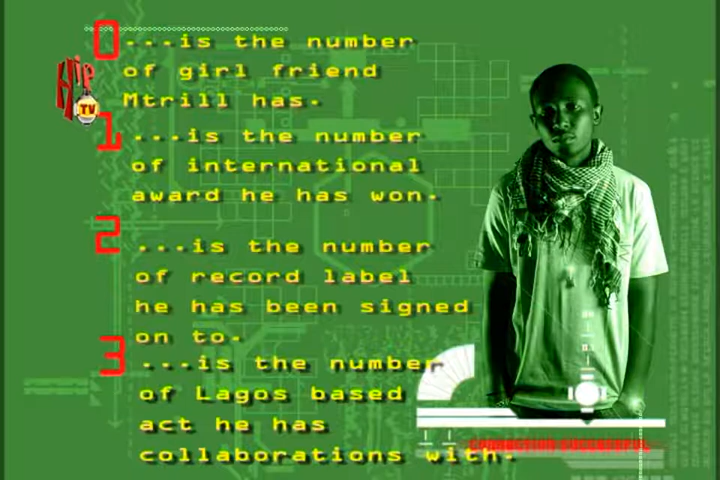 Hip
TV
0...is the number
of girl friend
Mtrill has.
1...is the number
of international
award he has won.
2...is the number
of record label
he has been signed
on to.
3...is the number
of Lagos based
act he has
collaborations with.